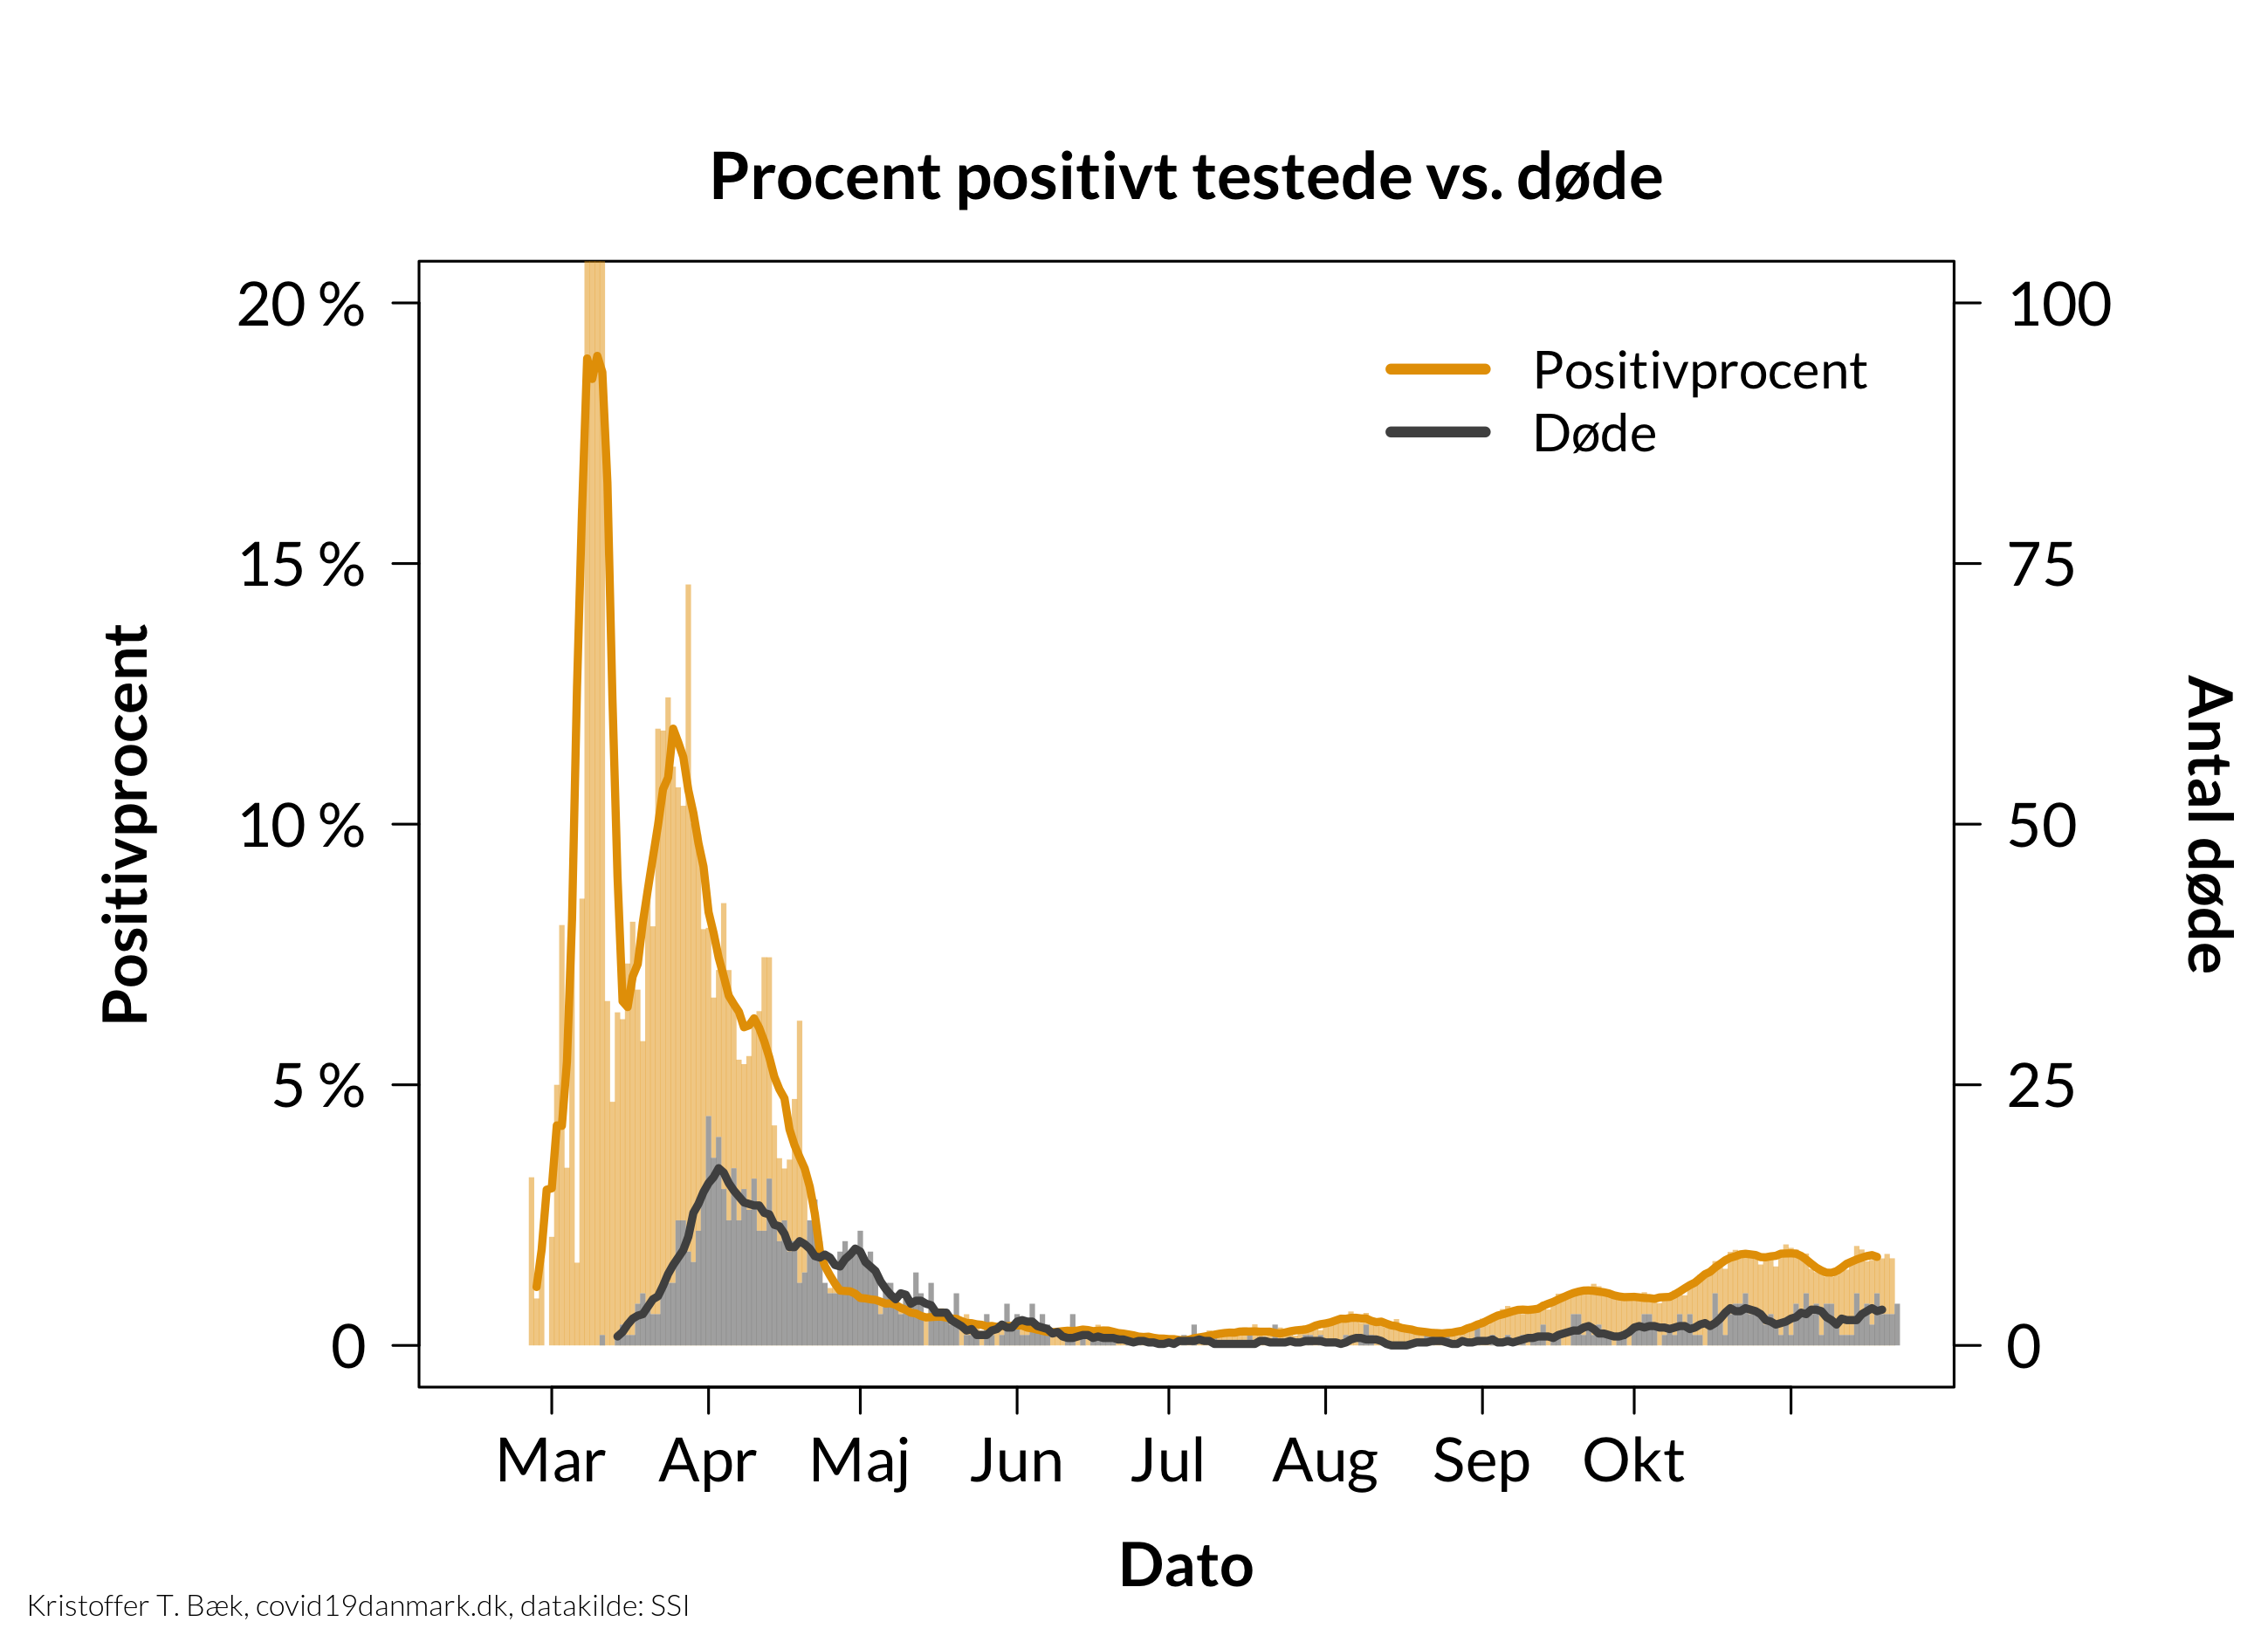 Procent positivt testede vs. døde
20 %
15 %
10 %
5 %
0
Positivprocent
Positivprocent
Døde
100
75
50
25
0
Antal døde
Mar Apr Maj Jun Jul Aug Sep Okt
Dato
Kristoffer T. Bæk, covid19danmark.dk, datakilde: SSI